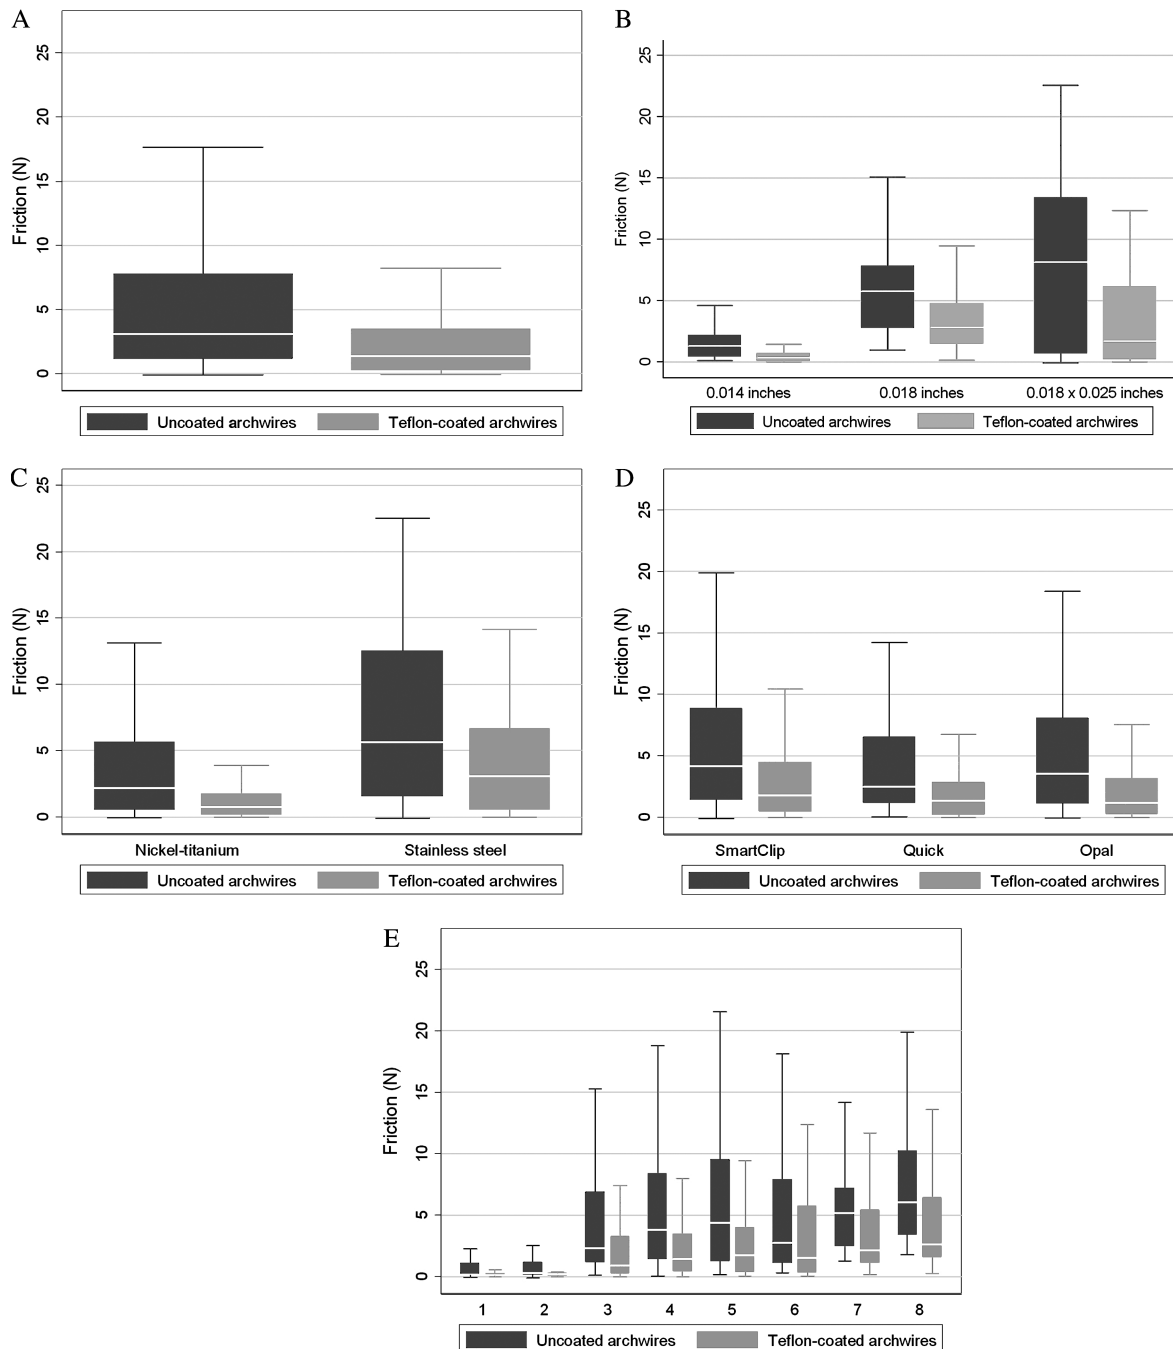 A
Friction (N)
25
20
15
10
5
0
Uncoated archwires Teflon-coated archwires
B
Friction (N)
25
20
15
10
5
0
0.014 inches 0.018 inches 0.018 x 0.025 inches
Uncoated archwires Teflon-coated archwires
C
Friction (N)
25
20
15
10
5
0
Nickel-titanium Stainless steel
Uncoated archwires Teflon-coated archwires
D
Friction (N)
25
20
15
10
5
0
SmartClip Quick Opal
Uncoated archwires Teflon-coated archwires
E
Friction (N)
25
20
15
10
5
0
1 2 3 4 5 6 7 8
Uncoated archwires Teflon-coated archwires